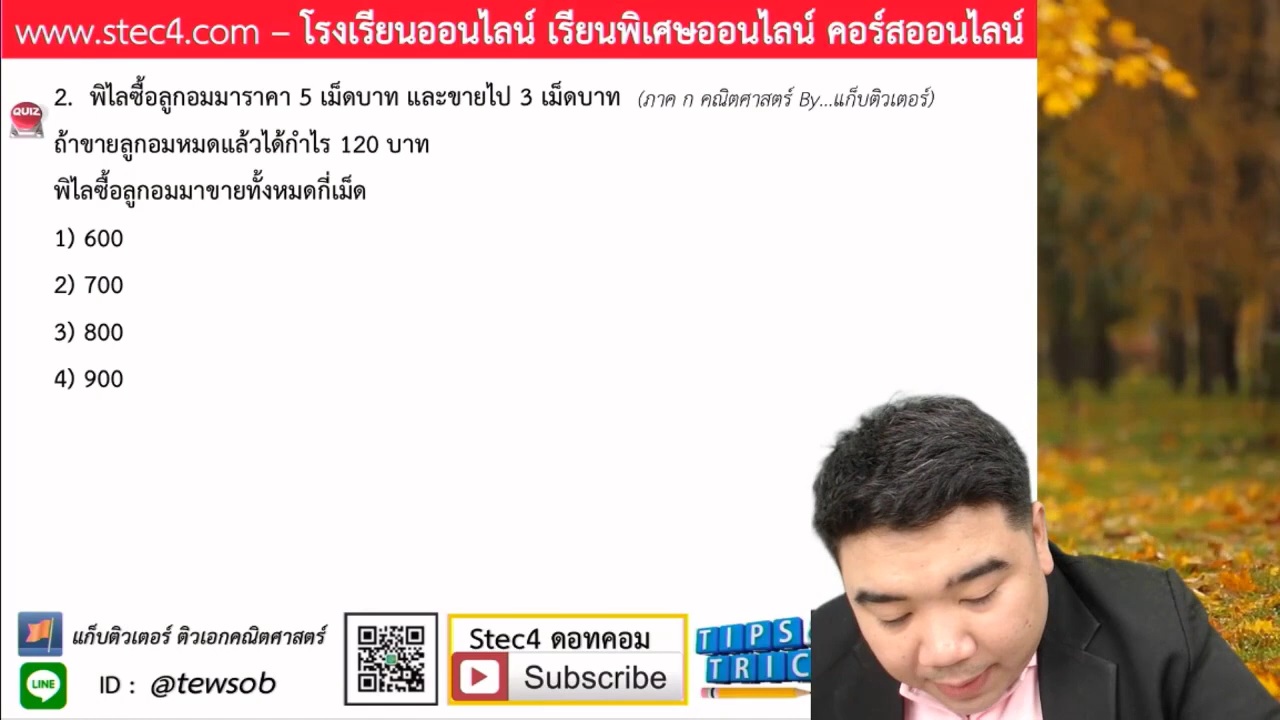 www.stec4.com – โรงเรียนออนไลน์ เรียนพิเศษออนไลน์ คอร์สออนไลน์
QUIZ
2. พิไลซื้อลูกอมมาราคา 5 เม็ดบาท และขายไป 3 เม็ดบาท (ภาค ก คณิตศาสตร์ By...แก็บติวเตอร์)
ถ้าขายลูกอมหมดแล้วได้กำไร 120 บาท
พิไลซื้อลูกอมมาขายทั้งหมดกี่เม็ด
1) 600
2) 700
3) 800
4) 900
แก็บติวเตอร์ ติวเอกคณิตศาสตร์
LINE
ID : @tewsob
Stec4 ดอทคอม
Subscribe
TIPS
TRIC